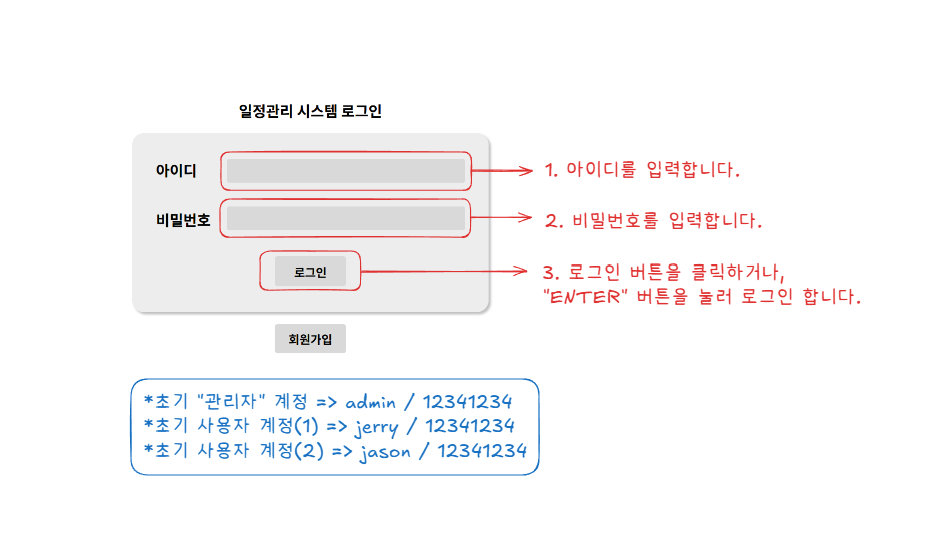 일정관리 시스템 로그인
아이디
1. 아이디를 입력합니다.
비밀번호
2. 비밀번호를 입력합니다.
로그인
3. 로그인 버튼을 클릭하거나,
"ENTER" 버튼을 눌러 로그인 합니다.
회원가입
*초기 "관리자" 계정 => admin / 12341234
*초기 사용자 계정(1) => jerry / 12341234
*초기 사용자 계정(2) => jason / 12341234